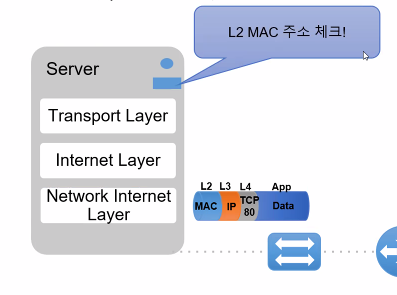 L2 MAC 주소 체크!
Server
Transport Layer
Internet Layer
Network Internet
Layer
L2 L3 L4 App
MAC IP TCP
80 Data